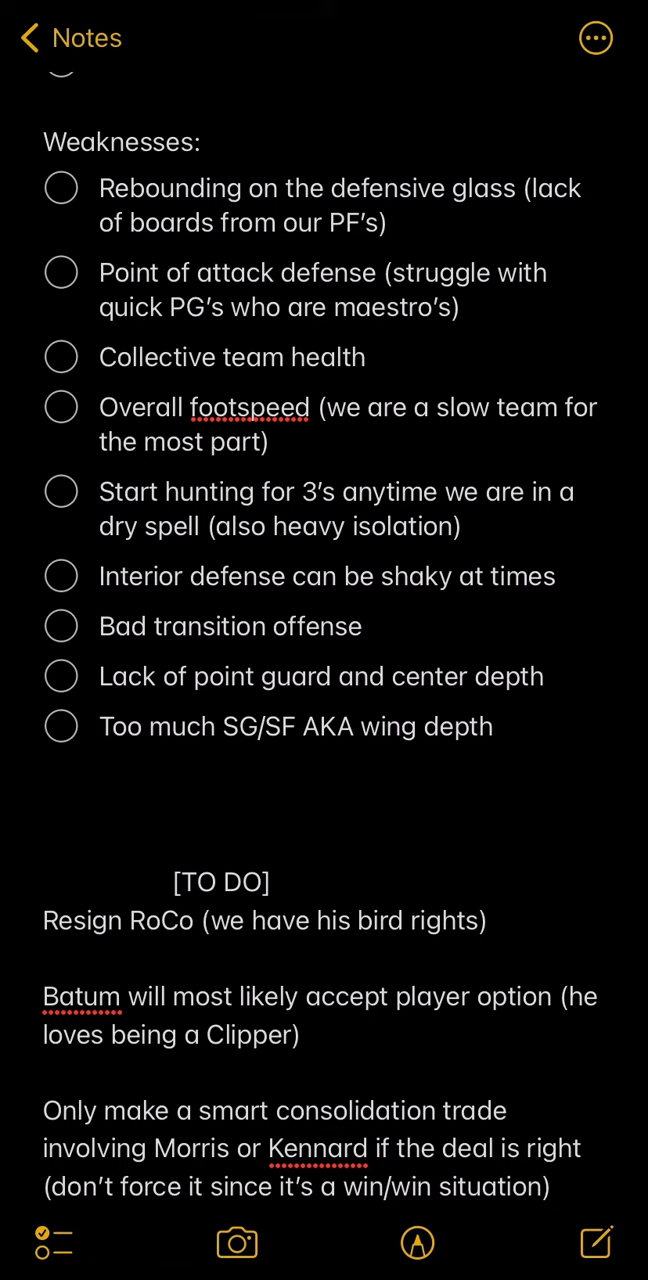 Notes
Weaknesses:
Rebounding on the defensive glass (lack
of boards from our PF's)
Point of attack defense (struggle with
quick PG's who are maestro's)
Collective team health
Overall footspeed (we are a slow team for
the most part)
Start hunting for 3's anytime we are in a
dry spell (also heavy isolation)
Interior defense can be shaky at times
Bad transition offense
Lack of point guard and center depth
Too much SG/SF AKA wing depth
[TO DO]
Resign RoCo (we have his bird rights)
Batum will most likely accept player option (he
loves being a Clipper)
Only make a smart consolidation trade
involving Morris or Kennard if the deal is right
(don't force it since it's a win/win situation)